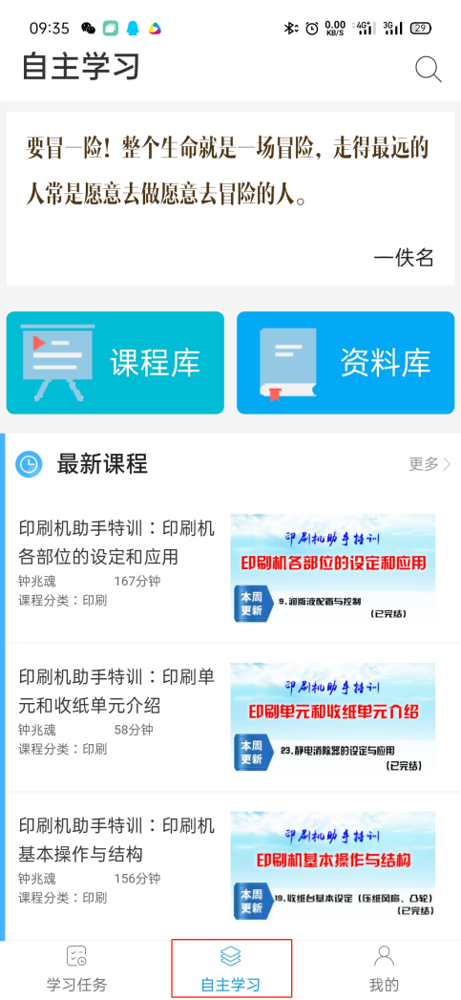 09:35
0.00 KB/S 4G+ 3G 29
自主学习
要冒一险！整个生命就是一场冒险，走得最远的
人常是愿意去做愿意去冒险的人。
一佚名
课程库
资料库
最新课程
更多
印刷机助手特训：印刷机
各部位的设定和应用
钟兆魂 167分钟
课程分类：印刷
印刷机助手特训
印刷机各部位的设定和应用
本周
更新
9.润版液配置与控制
(已完结)
印刷机助手特训：印刷单
元和收纸单元介绍
钟兆魂 58分钟
课程分类：印刷
印刷机助手特训
印刷单元和收纸单元介绍
本周
更新
23.静电消除器的设定与应用
(已完结)
印刷机助手特训：印刷机
基本操作与结构
钟兆魂 156分钟
课程分类：印刷
印刷机助手特训
印刷机基本操作与结构
本周
更新
19.收纸台基本设定（压纸风扇、凸轮）
(已完结)
学习任务
自主学习
我的